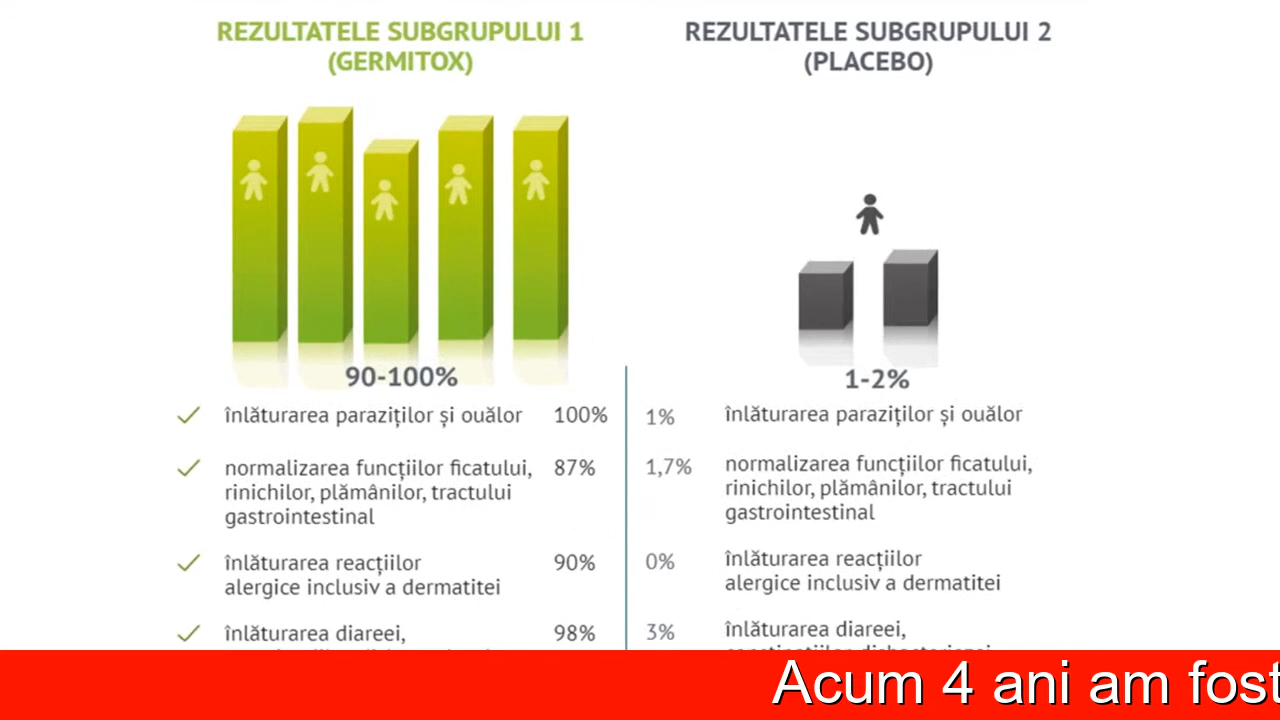 REZULTATELE SUBGRUPULUI 1
(GERMITOX)
90-100%
înlăturarea paraziților și ouălor 100%
normalizarea funcțiilor ficatului, 87%
rinichilor, plămânilor, tractului
gastrointestinal
înlăturarea reacțiilor 90%
alergice inclusiv a dermatitei
înlăturarea diareei, 98%
REZULTATELE SUBGRUPULUI 2
(PLACEBO)
1-2%
1% înlăturarea paraziților și ouălor
1,7% normalizarea funcțiilor ficatului,
rinichilor, plămânilor, tractului
gastrointestinal
0% înlăturarea reacțiilor
alergice inclusiv a dermatitei
3% înlăturarea diareei,
Acum 4 ani am fost